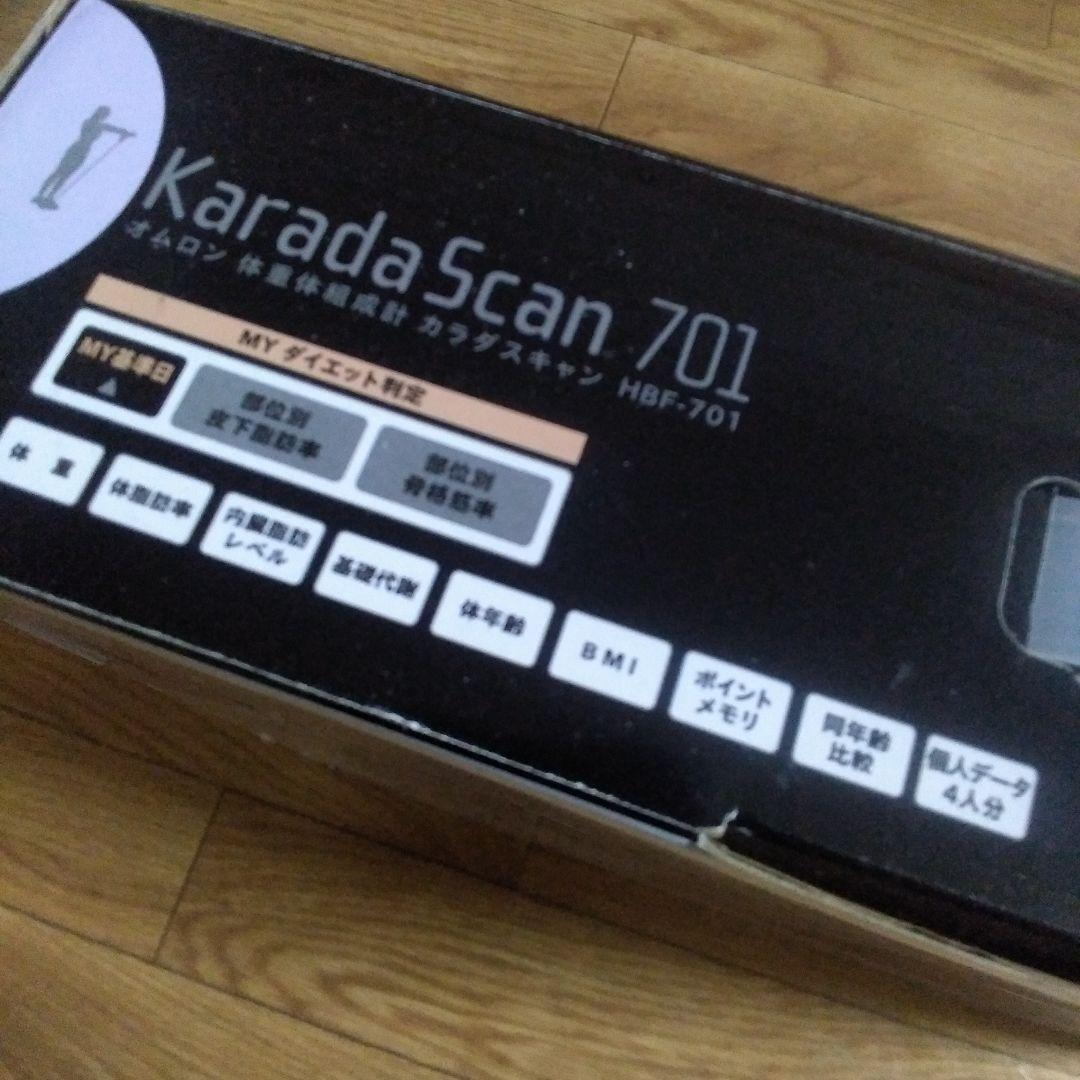 Karada Scan 701
オムロン 体重体組成計 カラダスキャン HBF-701
MY ダイエット判定
MY基準日
部位別
皮下脂肪率
部位別
骨格筋率
体 重
体脂肪率
内臓脂肪
レベル
基礎代謝
体年齢
BMI
ポイント
メモリ
同年齢
比較
個人データ
4人分